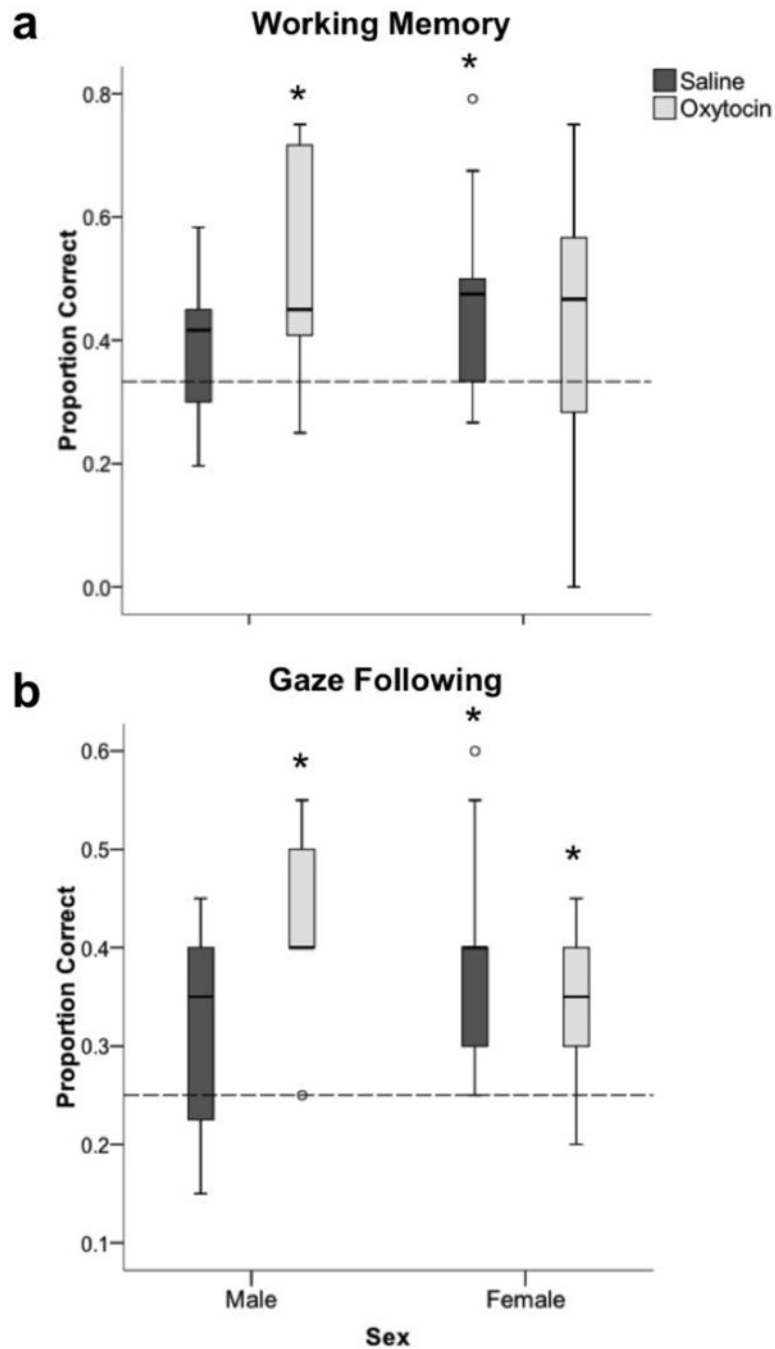 a
Working Memory
*
*
Saline
Oxytocin
Proportion Correct
0.8
0.6
0.4
0.2
0.0
b
Gaze Following
*
*
*
Proportion Correct
0.6
0.5
0.4
0.3
0.2
0.1
Male
Female
Sex